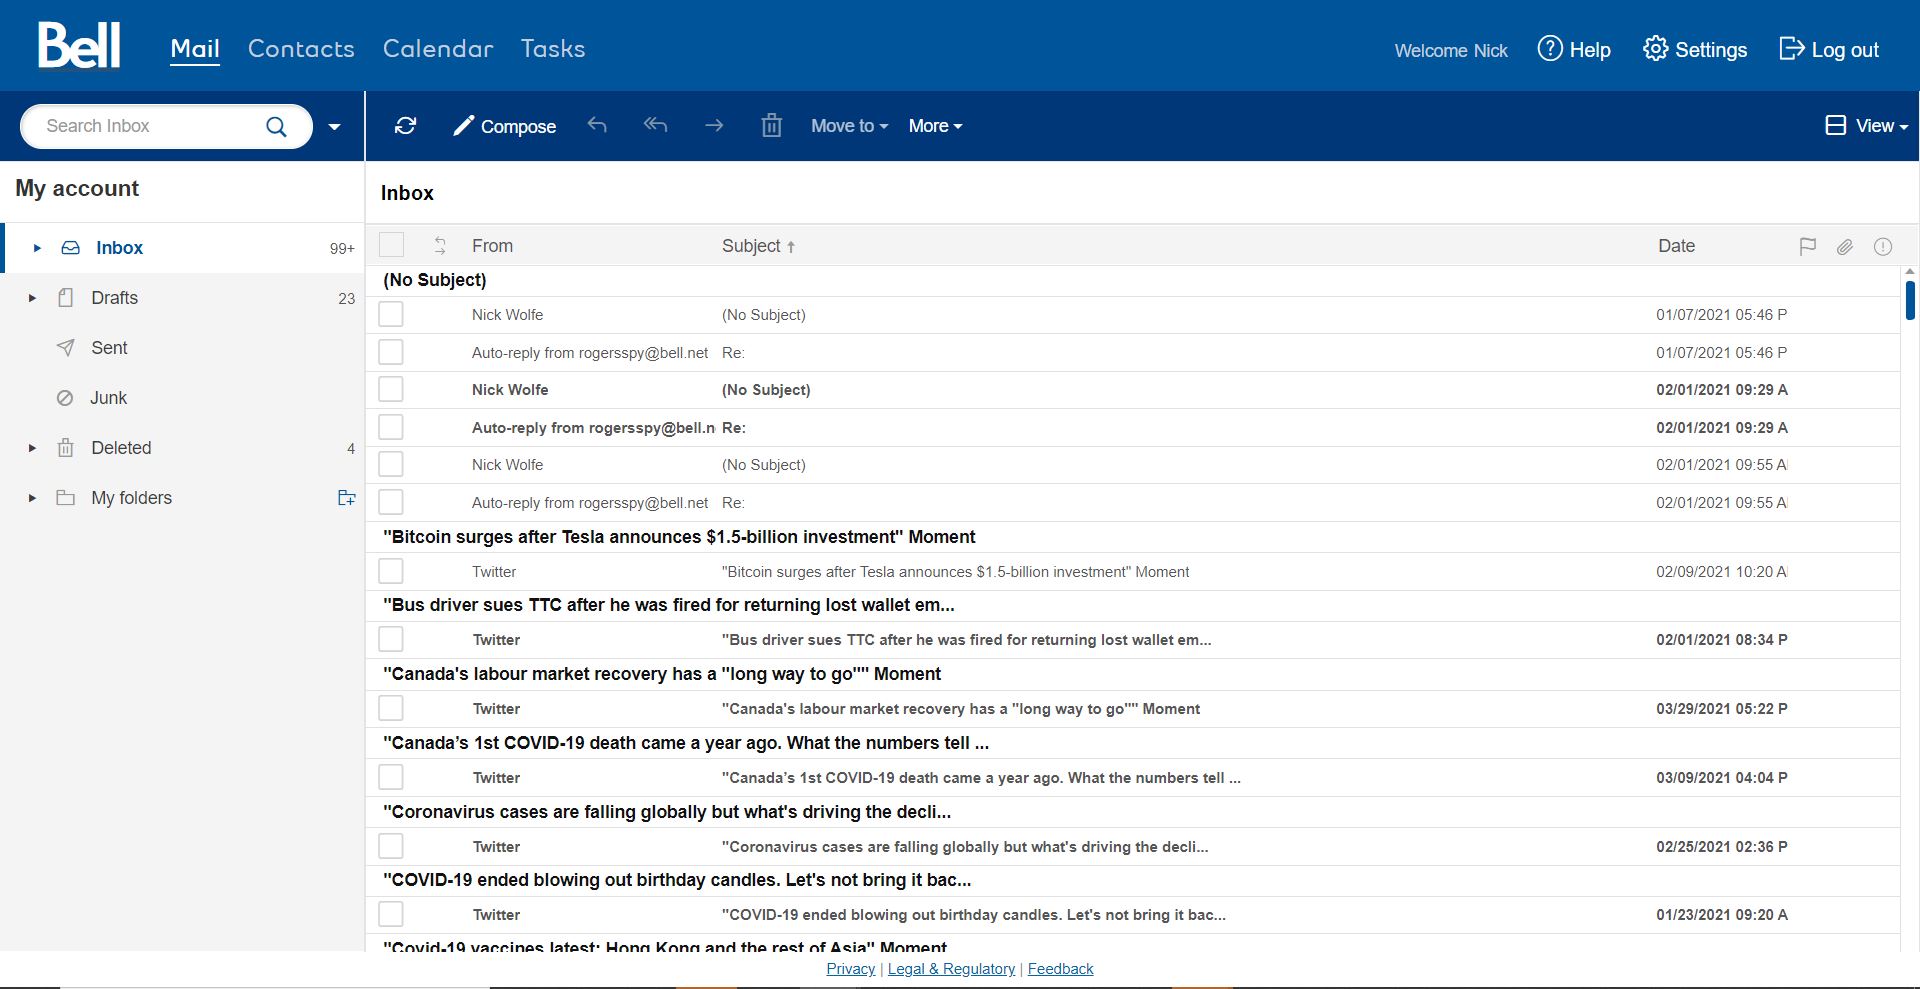 Bell Mail Contacts Calendar Tasks Welcome Nick Help Settings Log out
Search Inbox Compose Move to More View
My account
Inbox 99+
Drafts 23
Sent
Junk
Deleted 4
My folders
Inbox
From Subject Date
(No Subject)
Nick Wolfe (No Subject) 01/07/2021 05:46 P
Auto-reply from rogersspy@bell.net Re: 01/07/2021 05:46 P
Nick Wolfe (No Subject) 02/01/2021 09:29 A
Auto-reply from rogersspy@bell.n Re: 02/01/2021 09:29 A
Nick Wolfe (No Subject) 02/01/2021 09:55 A
Auto-reply from rogersspy@bell.net Re: 02/01/2021 09:55 A
"Bitcoin surges after Tesla announces $1.5-billion investment" Moment
Twitter "Bitcoin surges after Tesla announces $1.5-billion investment" Moment 02/09/2021 10:20 A
"Bus driver sues TTC after he was fired for returning lost wallet em...
Twitter "Bus driver sues TTC after he was fired for returning lost wallet em... 02/01/2021 08:34 P
"Canada's labour market recovery has a "long way to go"" Moment
Twitter "Canada's labour market recovery has a "long way to go"" Moment 03/29/2021 05:22 P
"Canada’s 1st COVID-19 death came a year ago. What the numbers tell ...
Twitter "Canada’s 1st COVID-19 death came a year ago. What the numbers tell ... 03/09/2021 04:04 P
"Coronavirus cases are falling globally but what's driving the decli...
Twitter "Coronavirus cases are falling globally but what's driving the decli... 02/25/2021 02:36 P
"COVID-19 ended blowing out birthday candles. Let's not bring it bac...
Twitter "COVID-19 ended blowing out birthday candles. Let's not bring it bac... 01/23/2021 09:20 A
"Covid-19 vaccines latest: Hong Kong and the rest of Asia" Moment
Privacy | Legal & Regulatory | Feedback